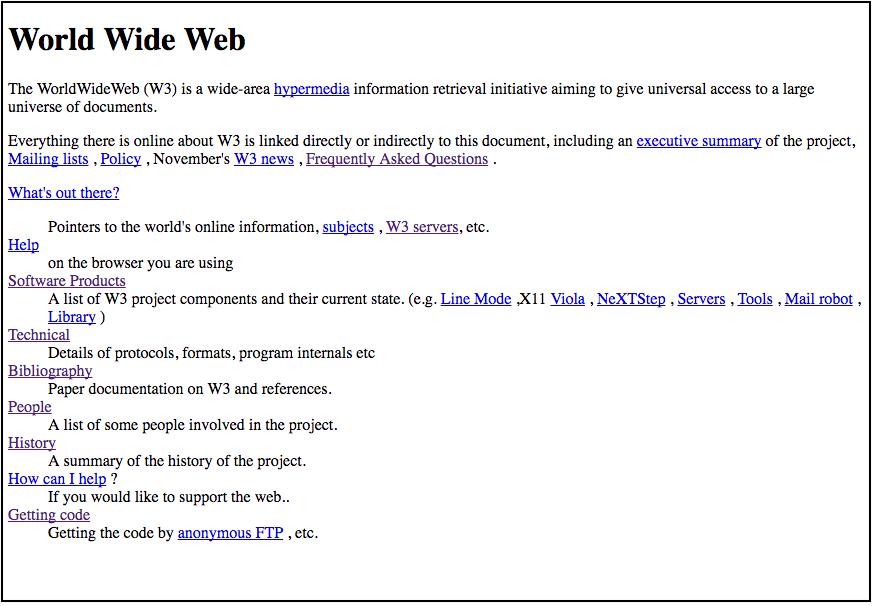 World Wide Web
The WorldWideWeb (W3) is a wide-area hypermedia information retrieval initiative aiming to give universal access to a large
universe of documents.
Everything there is online about W3 is linked directly or indirectly to this document, including an executive summary of the project,
Mailing lists , Policy , November's W3 news , Frequently Asked Questions .
What's out there?
Pointers to the world's online information, subjects , W3 servers, etc.
Help
on the browser you are using
Software Products
A list of W3 project components and their current state. (e.g. Line Mode ,X11 Viola , NeXTStep , Servers , Tools , Mail robot ,
Library )
Technical
Details of protocols, formats, program internals etc
Bibliography
Paper documentation on W3 and references.
People
A list of some people involved in the project.
History
A summary of the history of the project.
How can I help ?
If you would like to support the web..
Getting code
Getting the code by anonymous FTP , etc.